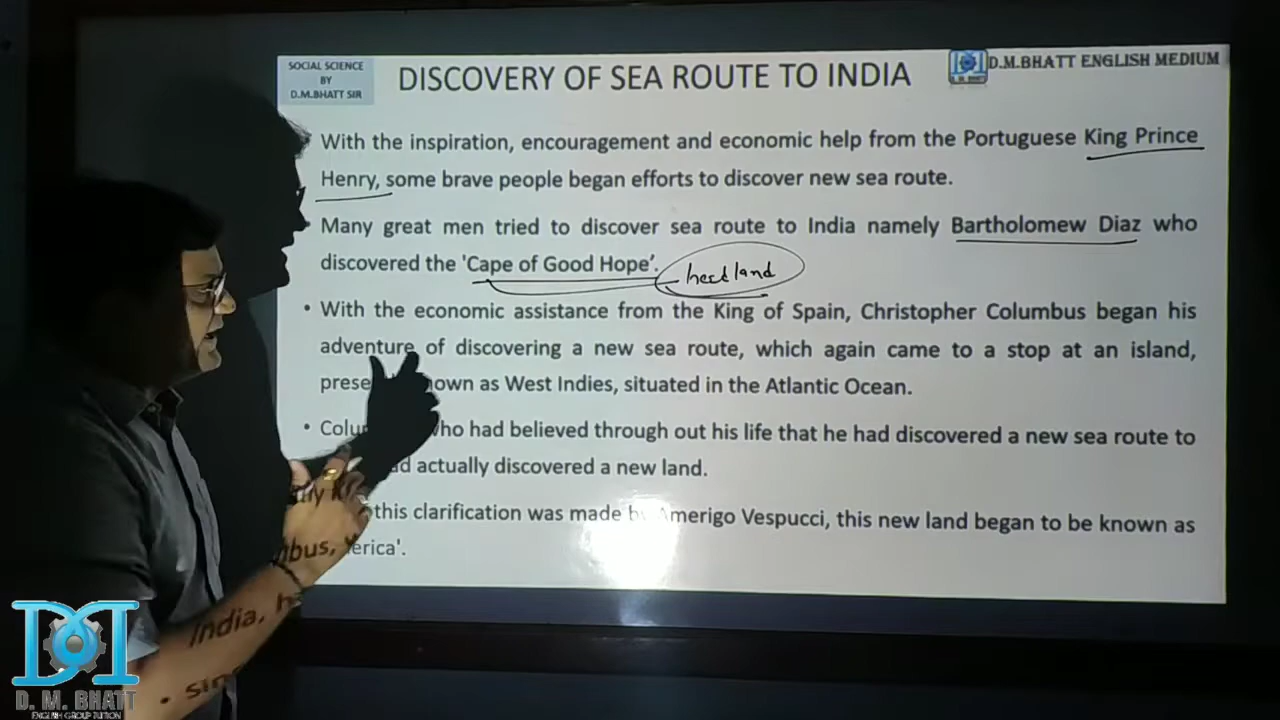 SOCIAL SCIENCE
BY
D.M.BHATT SIR
DISCOVERY OF SEA ROUTE TO INDIA
D.M.BHATT ENGLISH MEDIUM
With the inspiration, encouragement and economic help from the Portuguese King Prince
Henry, some brave people began efforts to discover new sea route.
• Many great men tried to discover sea route to India namely Bartholomew Diaz who
discovered the 'Cape of Good Hope'.
headland
• With the economic assistance from the King of Spain, Christopher Columbus began his
adventure of discovering a new sea route, which again came to a stop at an island,
known as West Indies, situated in the Atlantic Ocean.
• who had believed through out his life that he had discovered a new sea route to
actually discovered a new land.
this clarification was made by Amerigo Vespucci, this new land began to be known as
India,
D. M. BHATT
ENGLISH GROUP TUITION